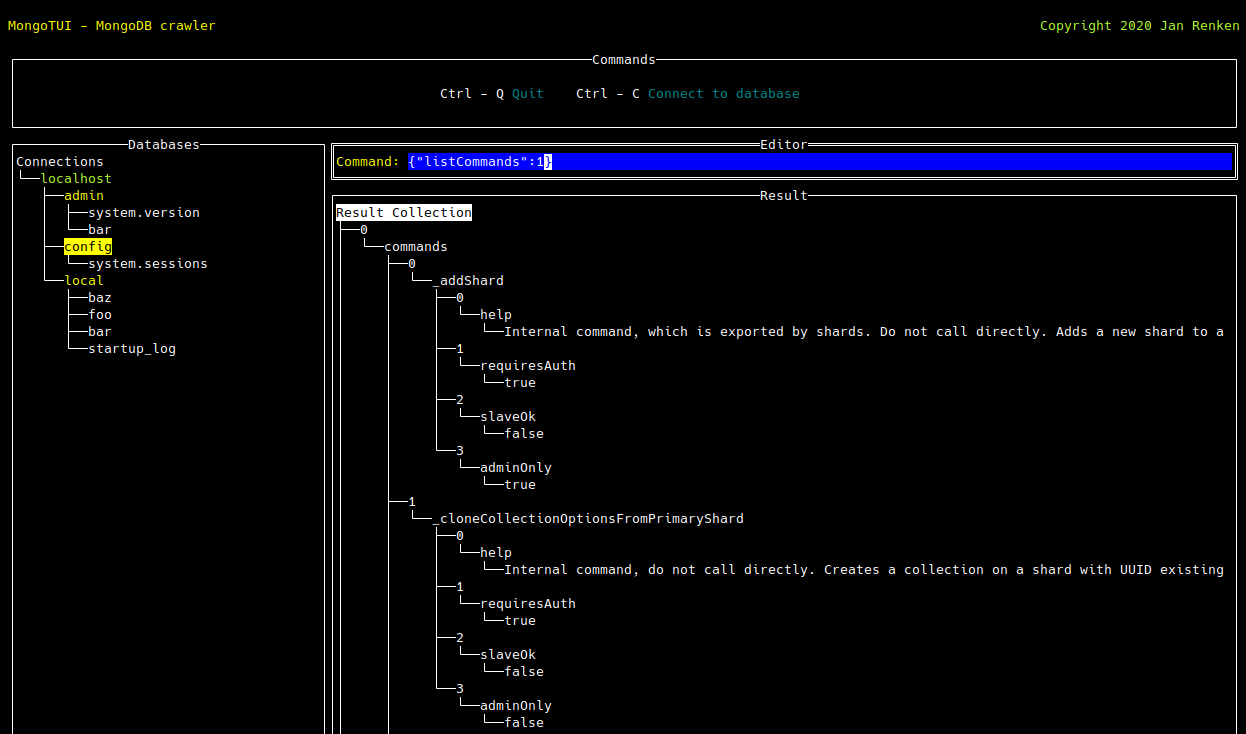 MongoTUI - MongoDB crawler
Copyright 2020 Jan Renken
Commands
Ctrl - Q Quit Ctrl - C Connect to database
Databases
Connections
localhost
admin
system.version
bar
config
system.sessions
local
baz
foo
bar
startup_log
Editor
Command: {"listCommands":1}
Result
Result Collection
0
commands
0
_addShard
0
help
Internal command, which is exported by shards. Do not call directly. Adds a new shard to a
1
requiresAuth
true
2
slaveOk
false
3
adminOnly
true
1
_cloneCollectionOptionsFromPrimaryShard
0
help
Internal command, do not call directly. Creates a collection on a shard with UUID existing
1
requiresAuth
true
2
slaveOk
false
3
adminOnly
false